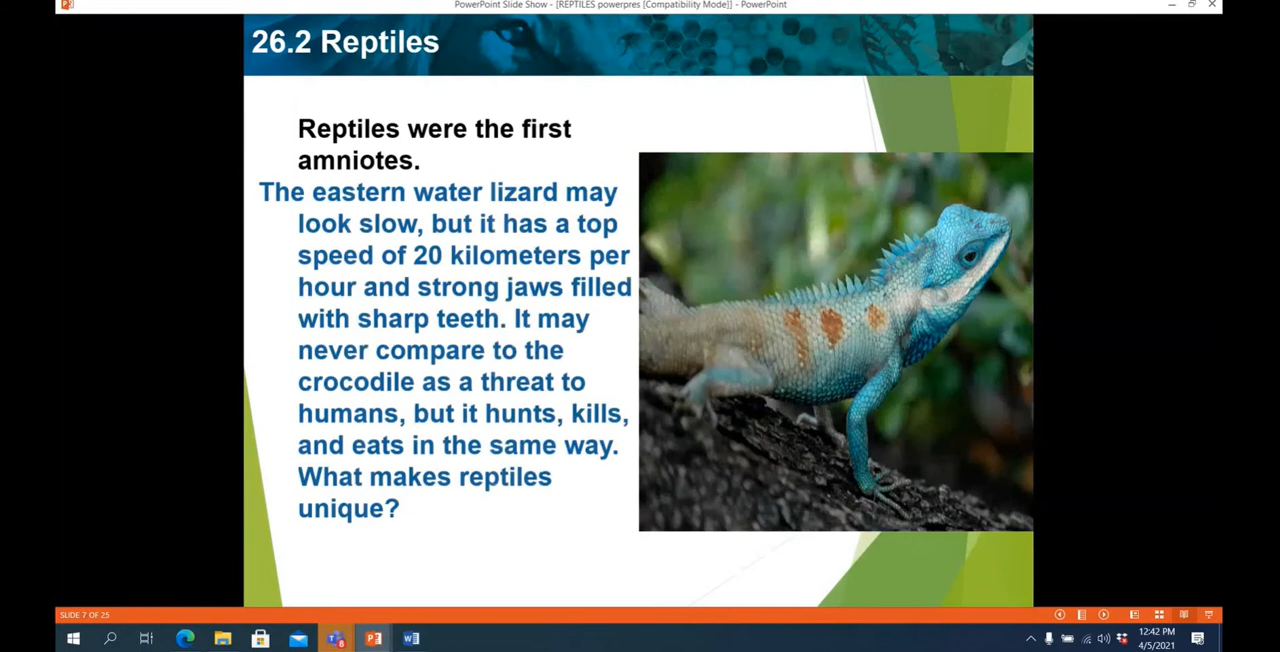 PowerPoint Slide Show - [REPTILES powerpres [Compatibility Mode]] - PowerPoint
26.2 Reptiles
Reptiles were the first
amniotes.
The eastern water lizard may
look slow, but it has a top
speed of 20 kilometers per
hour and strong jaws filled
with sharp teeth. It may
never compare to the
crocodile as a threat to
humans, but it hunts, kills,
and eats in the same way.
What makes reptiles
unique?
SLIDE 7 OF 25
12:42 PM
4/5/2021